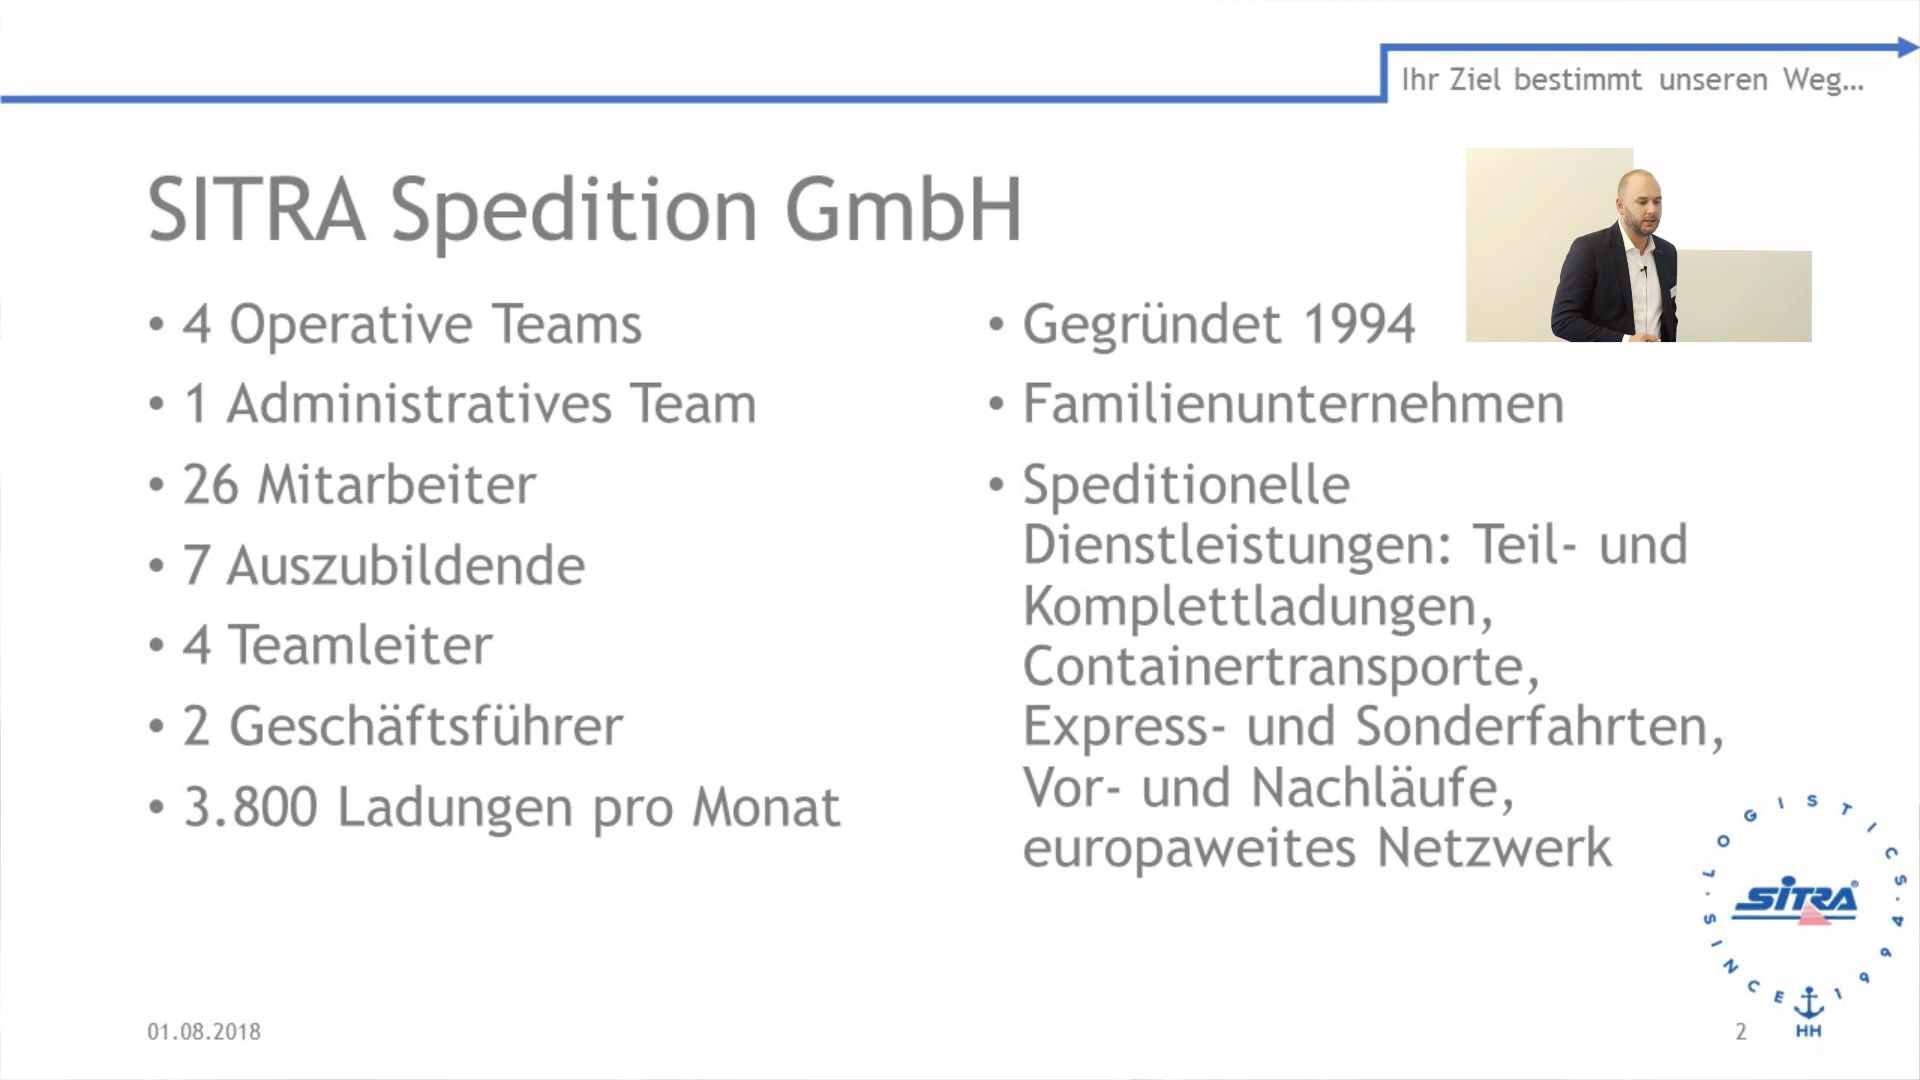 Ihr Ziel bestimmt unseren Weg...
SITRA Spedition GmbH
• 4 Operative Teams
• 1 Administratives Team
• 26 Mitarbeiter
• 7 Auszubildende
• 4 Teamleiter
• 2 Geschäftsführer
• 3.800 Ladungen pro Monat
• Gegründet 1994
• Familienunternehmen
• Speditionelle
Dienstleistungen: Teil- und
Komplettladungen,
Containertransporte,
Express- und Sonderfahrten,
Vor- und Nachläufe,
europaweites Netzwerk
LOGISTICS · SINCE 1994 ·
SITRA®
HH
01.08.2018
2